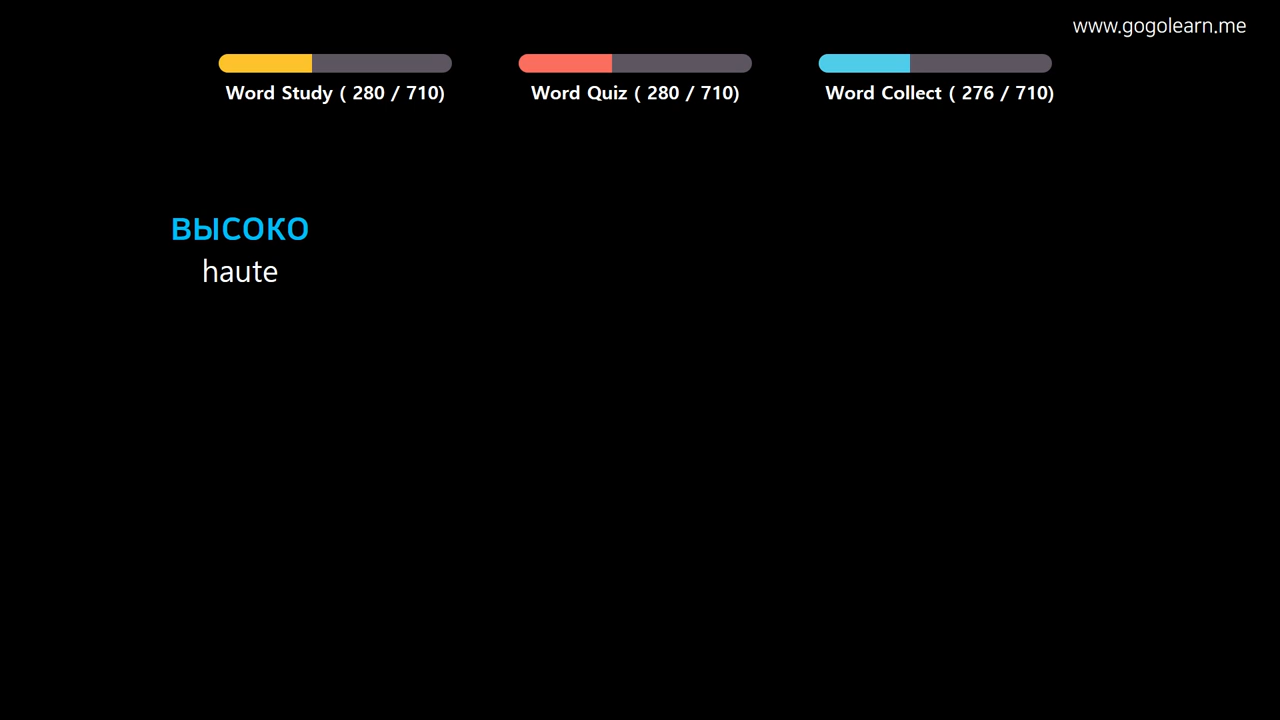 www.gogolearn.me
Word Study ( 280 / 710)
Word Quiz ( 280 / 710)
Word Collect ( 276 / 710)
высоко
haute